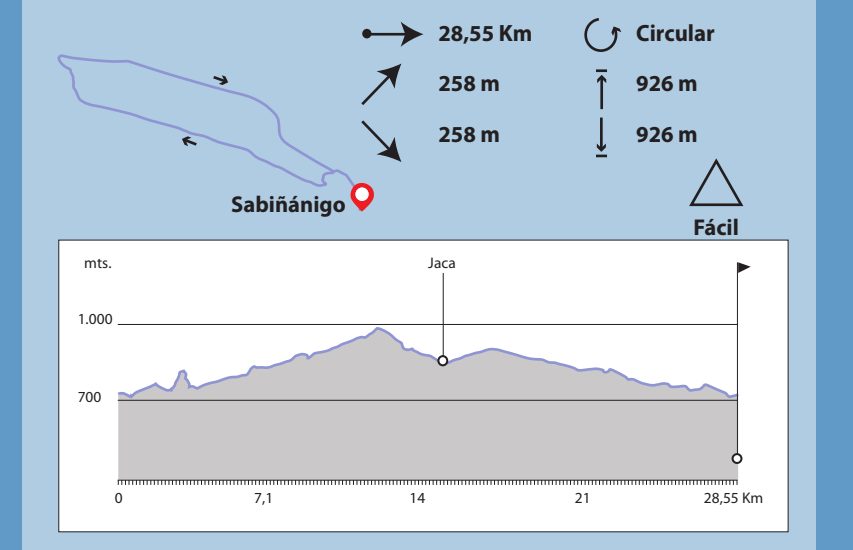 28,55 Km
Circular
258 m
926 m
258 m
926 m
Sabiñánigo
Fácil
mts.
Jaca
1.000
700
0
7,1
14
21
28,55 Km